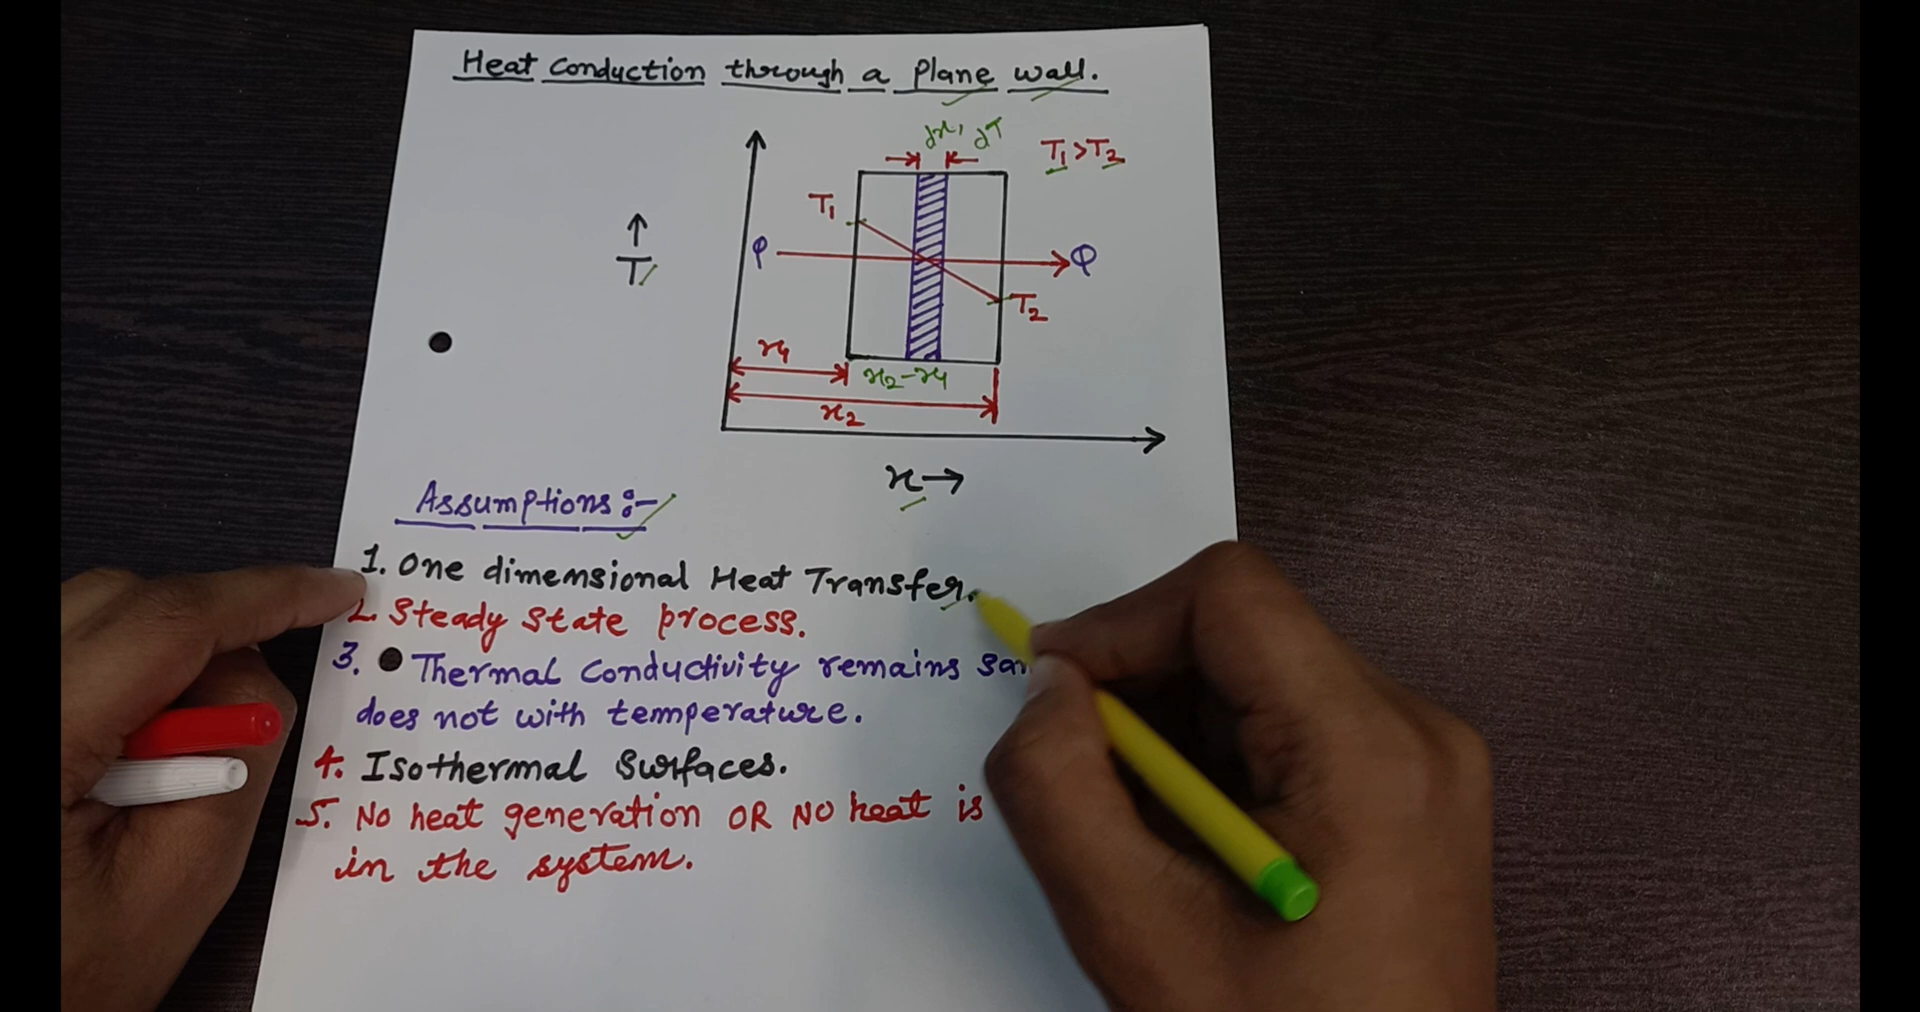 Heat Conduction through a Plane wall.
dx, dT
T1>T2
T1
↑
T
Q
Q
T2
x1
x2-x1
x2
x→
Assumptions :-
1. One dimensional Heat Transfer.
2. Steady State process.
3. Thermal Conductivity remains
does not with temperature.
4. Isothermal Surfaces.
5. No heat generation OR NO heat is
in the system.